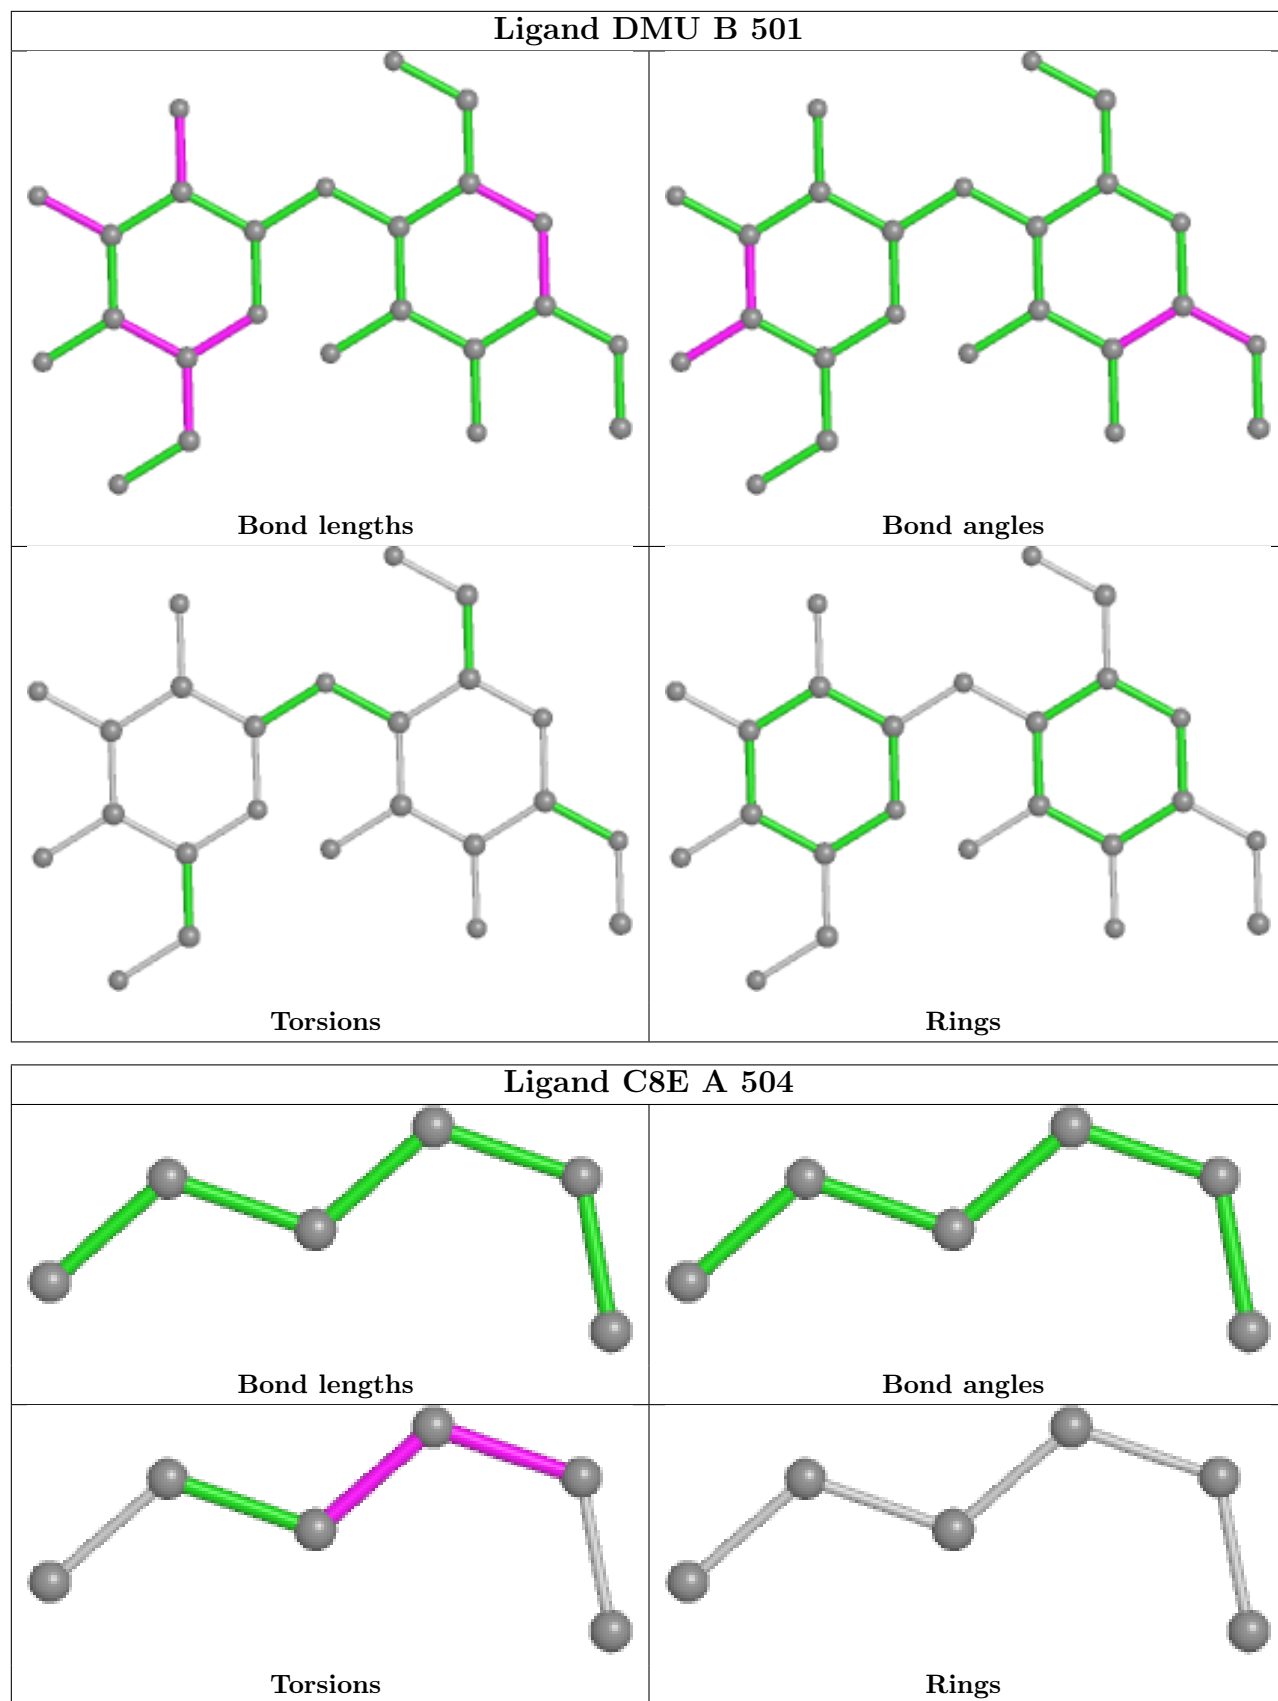 Ligand DMU B 501
Bond lengths
Bond angles
Torsions
Rings
Ligand C8E A 504
Bond lengths
Bond angles
Torsions
Rings